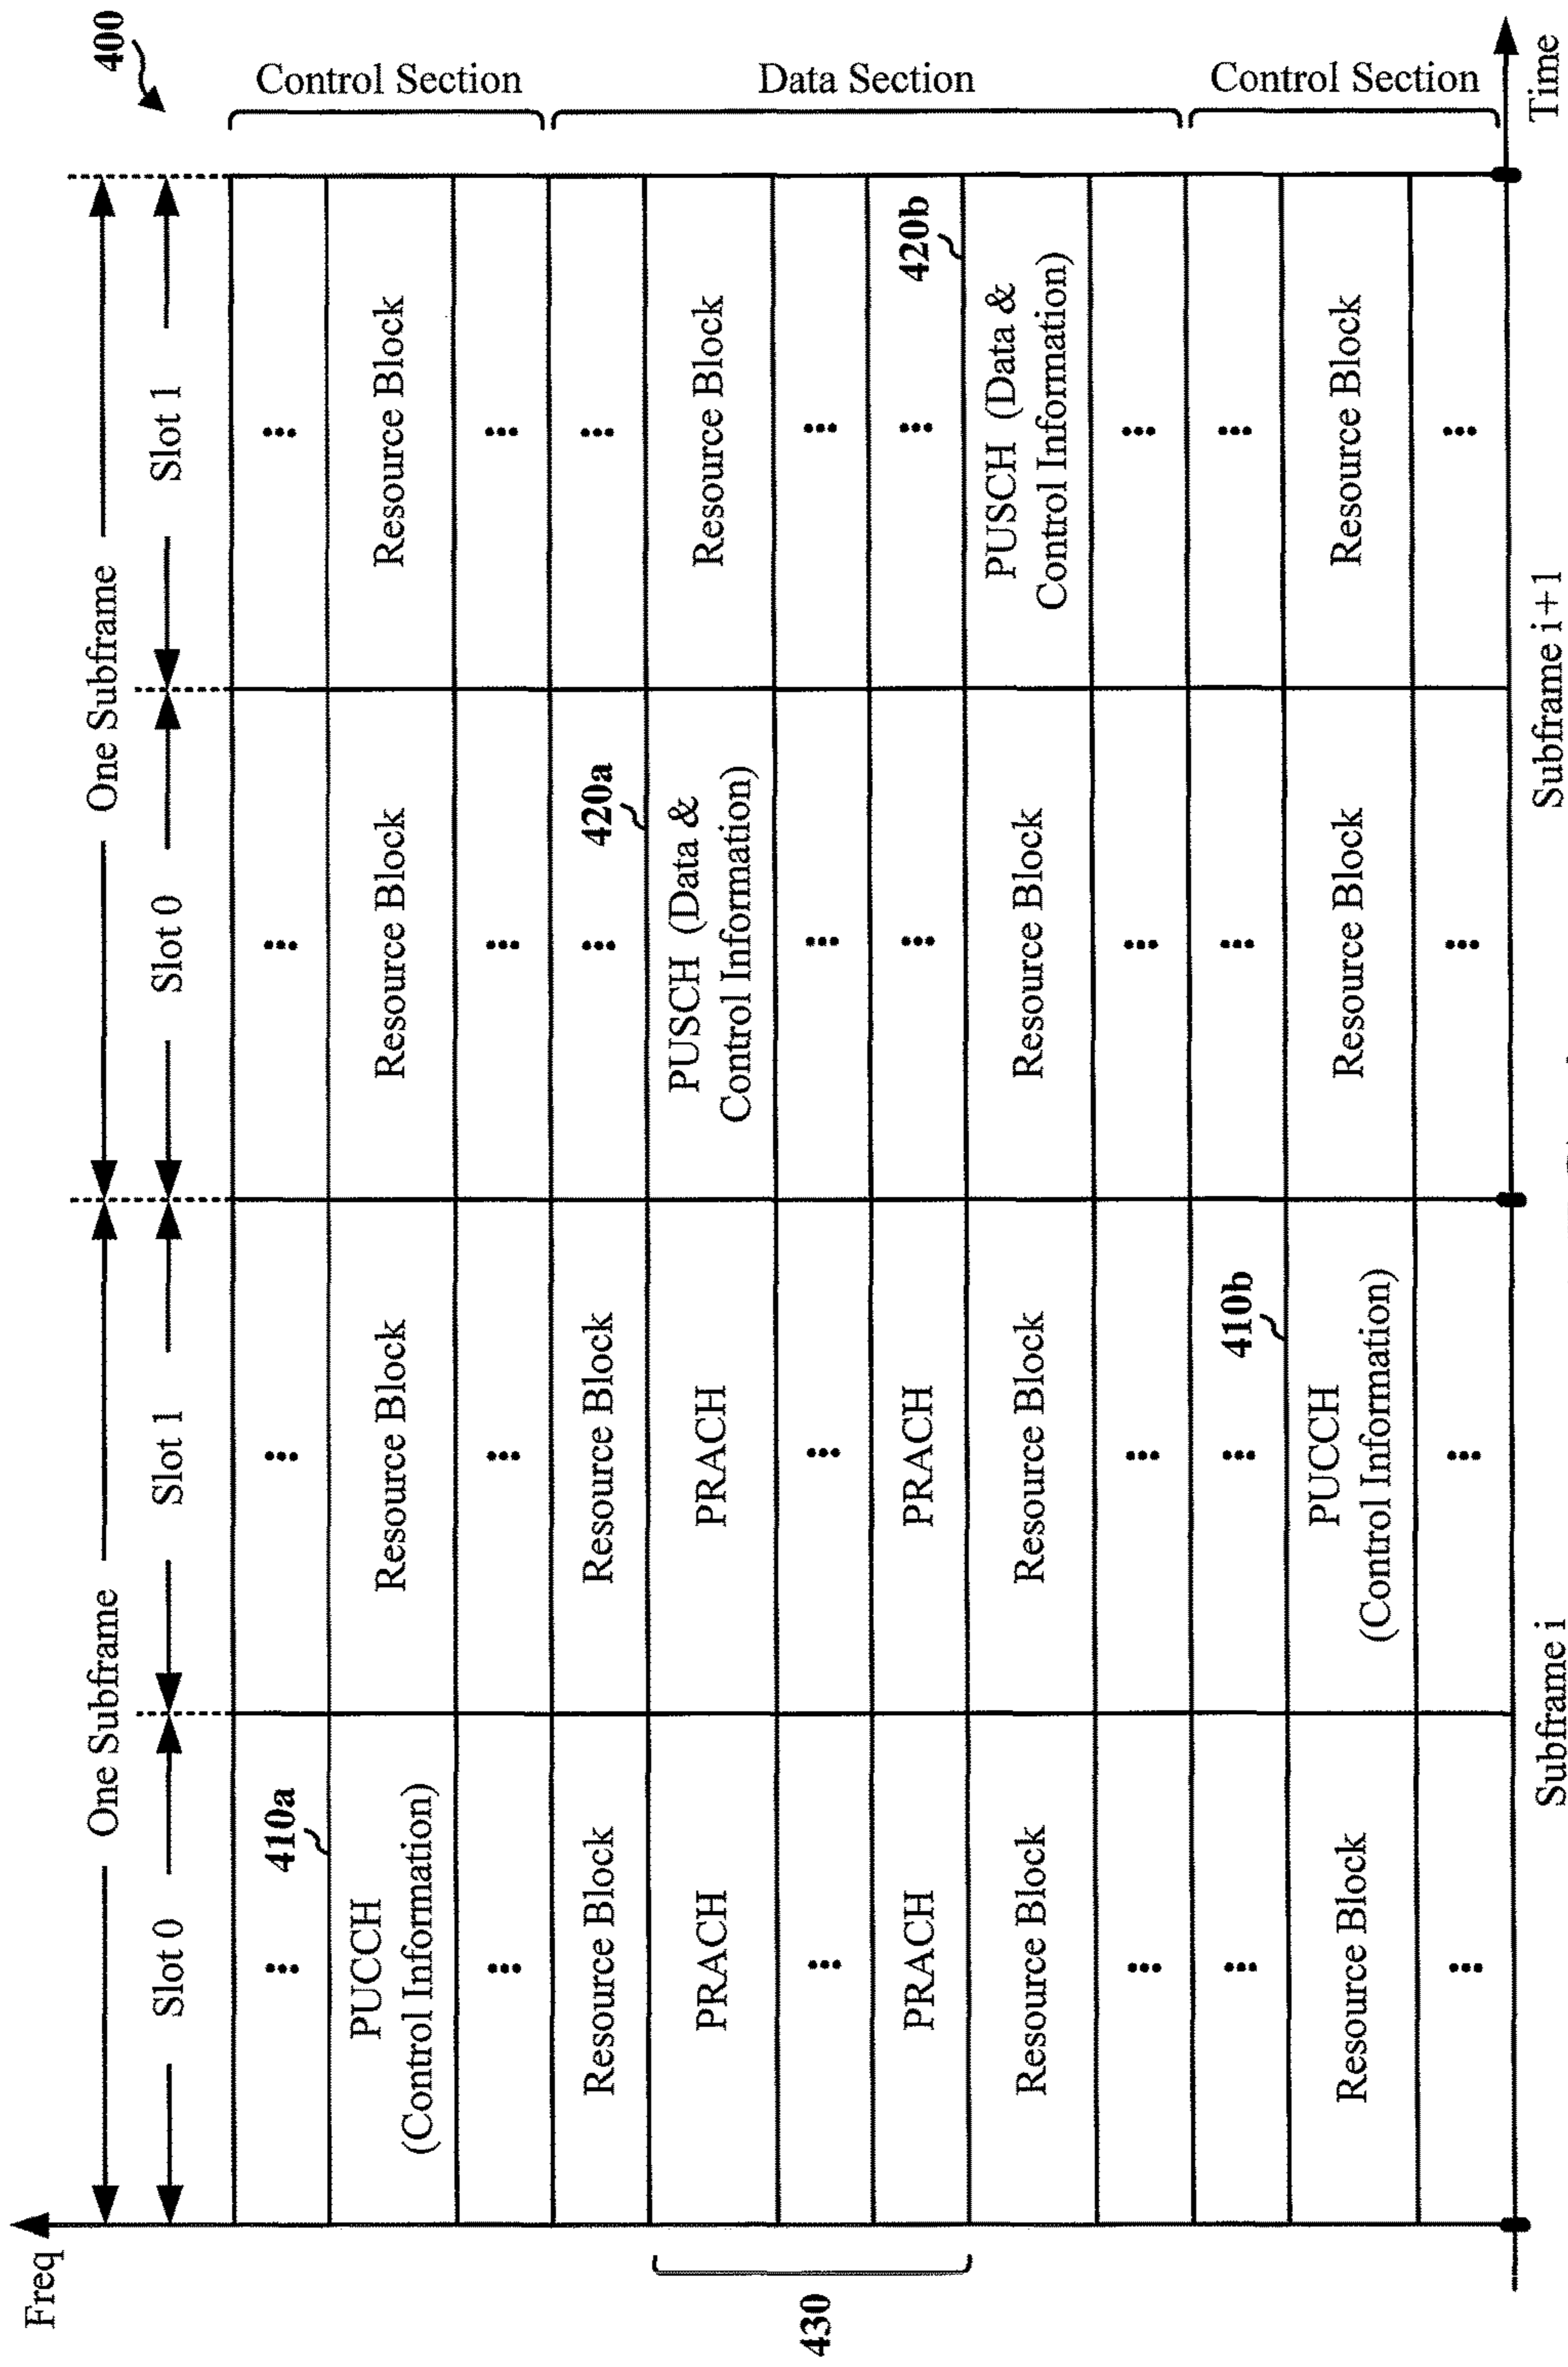 400
Freq
One Subframe
One Subframe
Slot 0
Slot 1
Slot 0
Slot 1
⋮
410a
⋮
⋮
⋮
PUCCH
(Control Information)
Resource Block
Resource Block
Resource Block
Control Section
⋮
⋮
⋮
⋮
Resource Block
Resource Block
⋮
420a
⋮
430
PRACH
PRACH
PUSCH (Data &
Control Information)
Resource Block
⋮
⋮
⋮
⋮
Data Section
PRACH
PRACH
⋮
⋮
420b
Resource Block
Resource Block
Resource Block
PUSCH (Data &
Control Information)
⋮
⋮
⋮
⋮
⋮
⋮
410b
⋮
⋮
Resource Block
PUCCH
(Control Information)
Resource Block
Resource Block
Control Section
⋮
⋮
⋮
⋮
Time
Subframe i
Subframe i+1